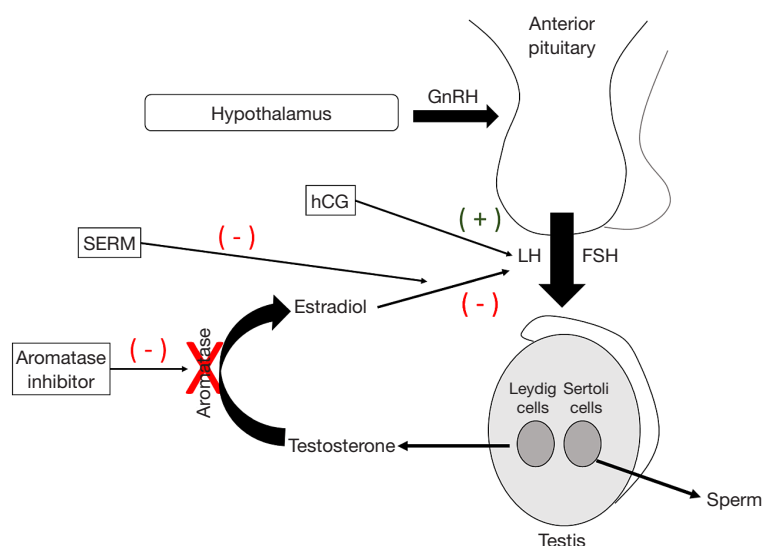 Anterior
pituitary
GnRH
Hypothalamus
hCG
( + )
SERM
( - )
LH
FSH
Estradiol
( - )
Aromatase
inhibitor
( - )
Aromatase
Leydig
cells
Sertoli
cells
Testosterone
Sperm
Testis